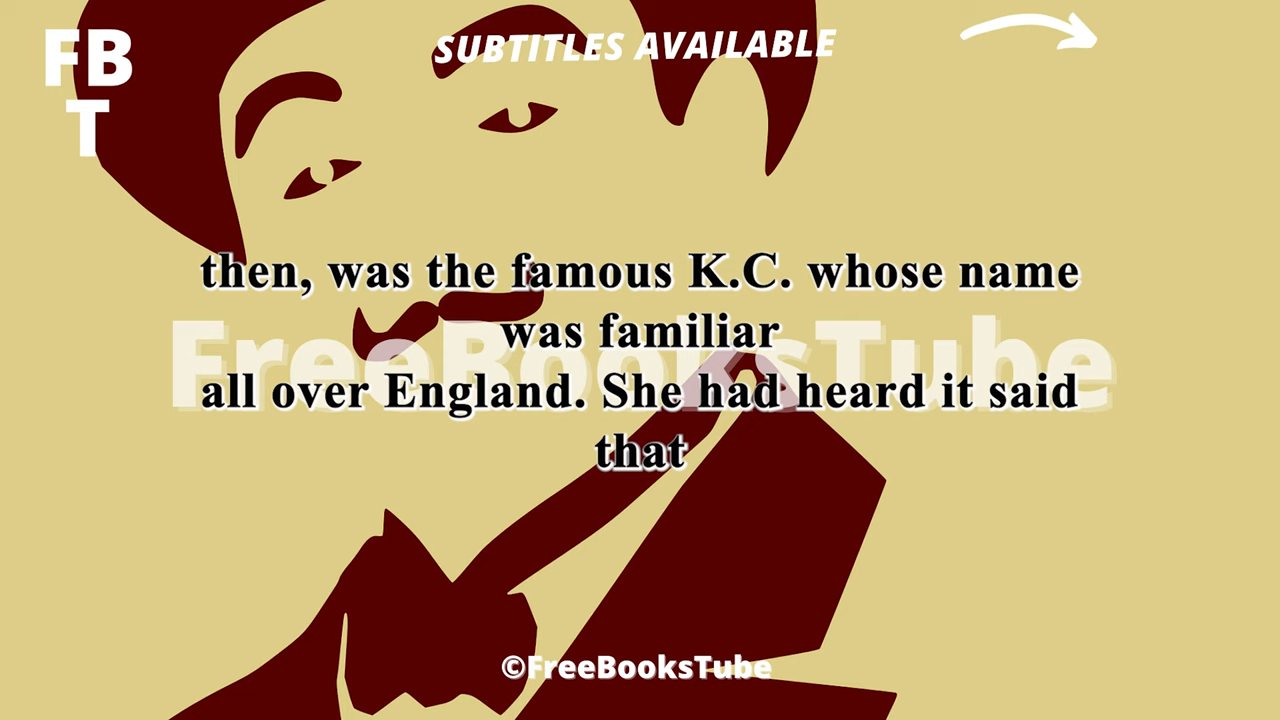 FB
T
SUBTITLES AVAILABLE
then, was the famous K.C. whose name
was familiar
FreeBooksTube
all over England. She had heard it said
that
©FreeBooksTube